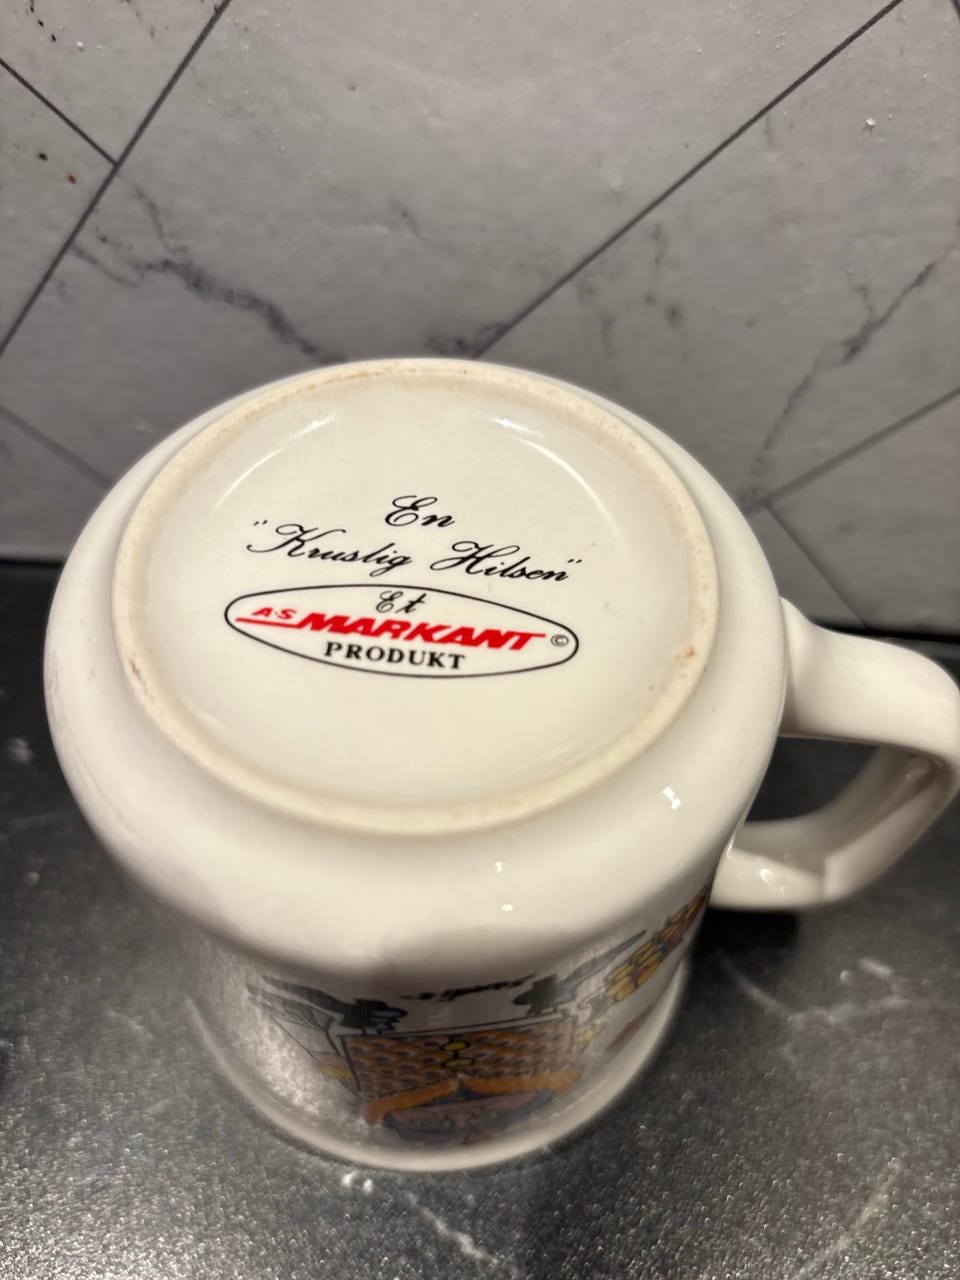 En
"Kruslig Hilsen"
Et
A·S MARKANT ©
PRODUKT